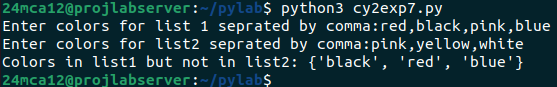 24mca12@projlabserver:~/pylab$ python3 cy2exp7.py
Enter colors for list 1 seprated by comma:red,black,pink,blue
Enter colors for list2 seprated by comma:pink,yellow,white
Colors in list1 but not in list2: {'black', 'red', 'blue'}
24mca12@projlabserver:~/pylab$